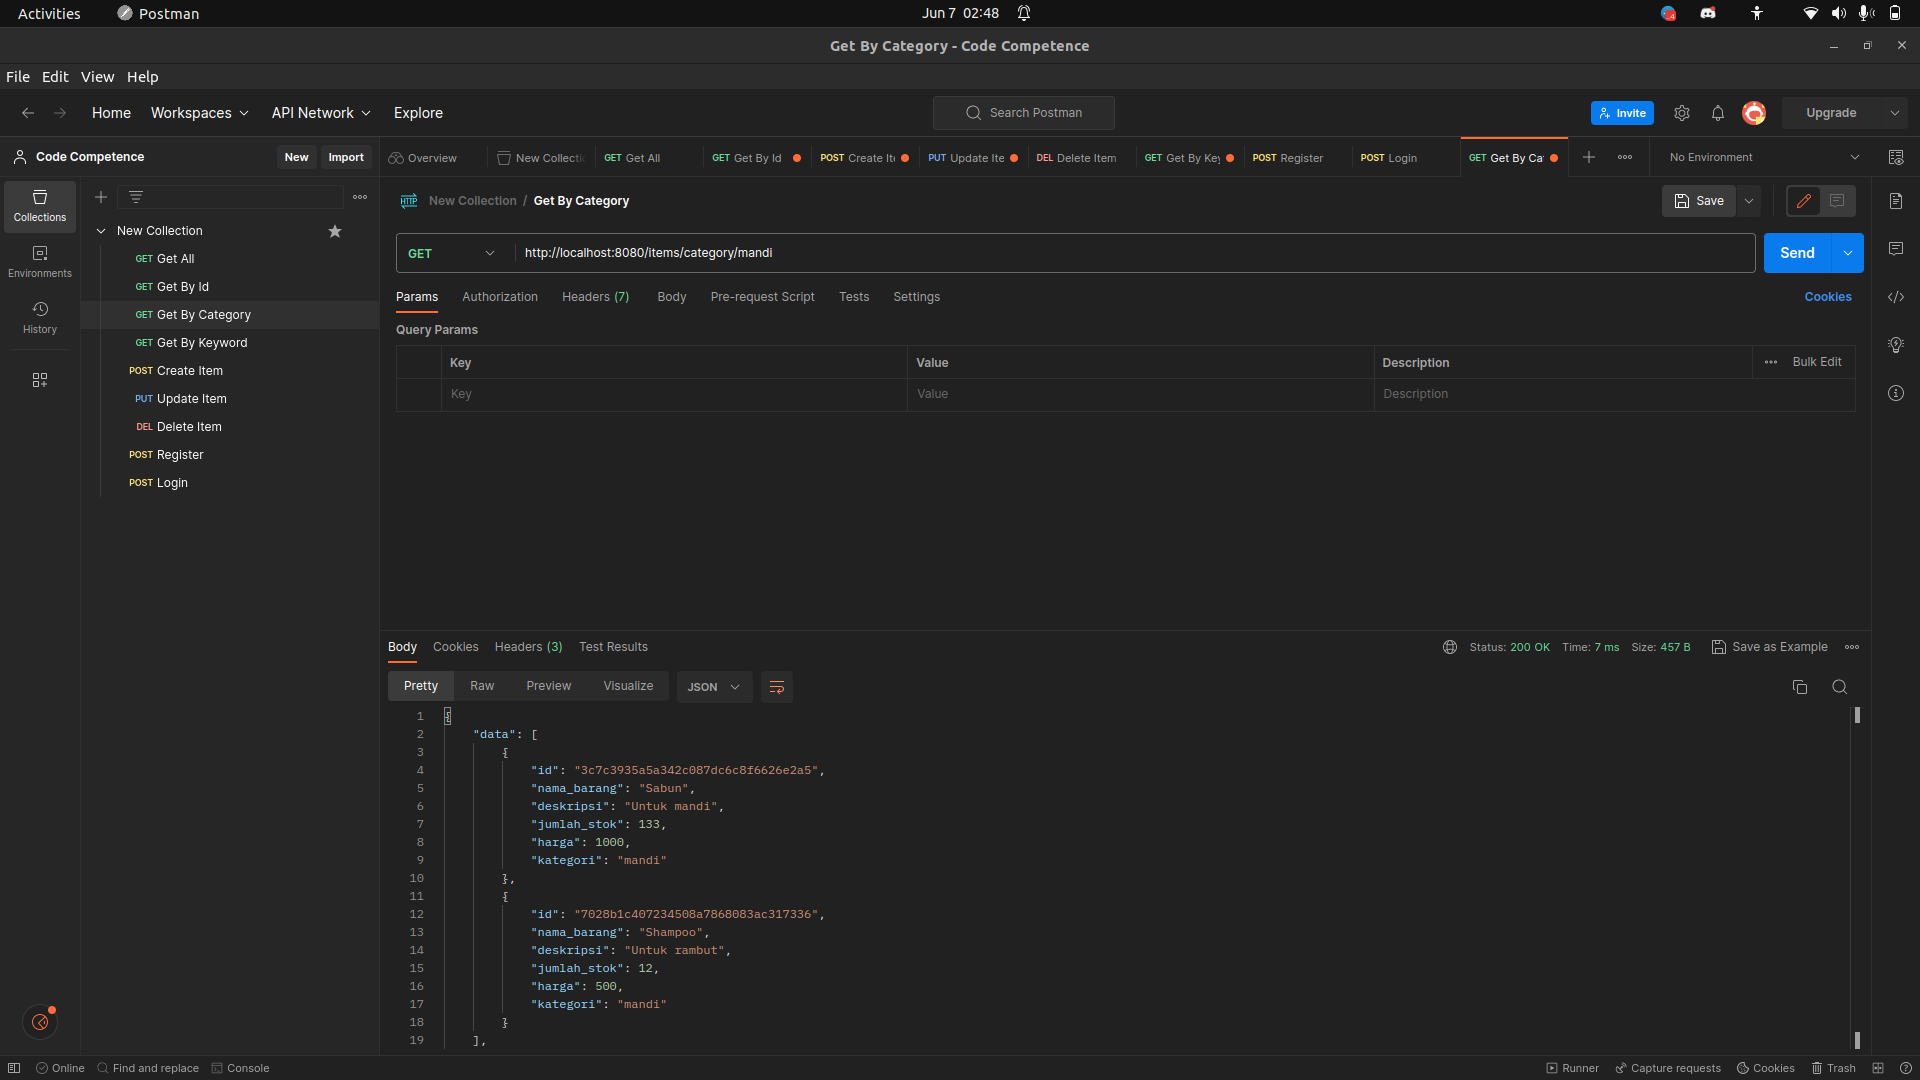 Activities Postman Jun 7 02:48
Get By Category - Code Competence
File Edit View Help
Home Workspaces API Network Explore Search Postman Invite Upgrade
Code Competence New Import
Overview New Collectic GET Get All GET Get By Id POST Create Ite PUT Update Ite DEL Delete Item GET Get By Key POST Register POST Login GET Get By Cat No Environment
Collections
Environments
History
New Collection
GET Get All
GET Get By Id
GET Get By Category
GET Get By Keyword
POST Create Item
PUT Update Item
DEL Delete Item
POST Register
POST Login
HTTP New Collection / Get By Category Save
GET http://localhost:8080/items/category/mandi Send
Params Authorization Headers (7) Body Pre-request Script Tests Settings Cookies
Query Params
Key Value Description Bulk Edit
Key Value Description
Body Cookies Headers (3) Test Results Status: 200 OK Time: 7 ms Size: 457 B Save as Example
Pretty Raw Preview Visualize JSON
1 {
2 "data": [
3 {
4 "id": "3c7c3935a5a342c087dc6c8f6626e2a5",
5 "nama_barang": "Sabun",
6 "deskripsi": "Untuk mandi",
7 "jumlah_stok": 133,
8 "harga": 1000,
9 "kategori": "mandi"
10 },
11 {
12 "id": "7028b1c407234508a7868083ac317336",
13 "nama_barang": "Shampoo",
14 "deskripsi": "Untuk rambut",
15 "jumlah_stok": 12,
16 "harga": 500,
17 "kategori": "mandi"
18 }
19 ],
Online Find and replace Console Runner Capture requests Cookies Trash